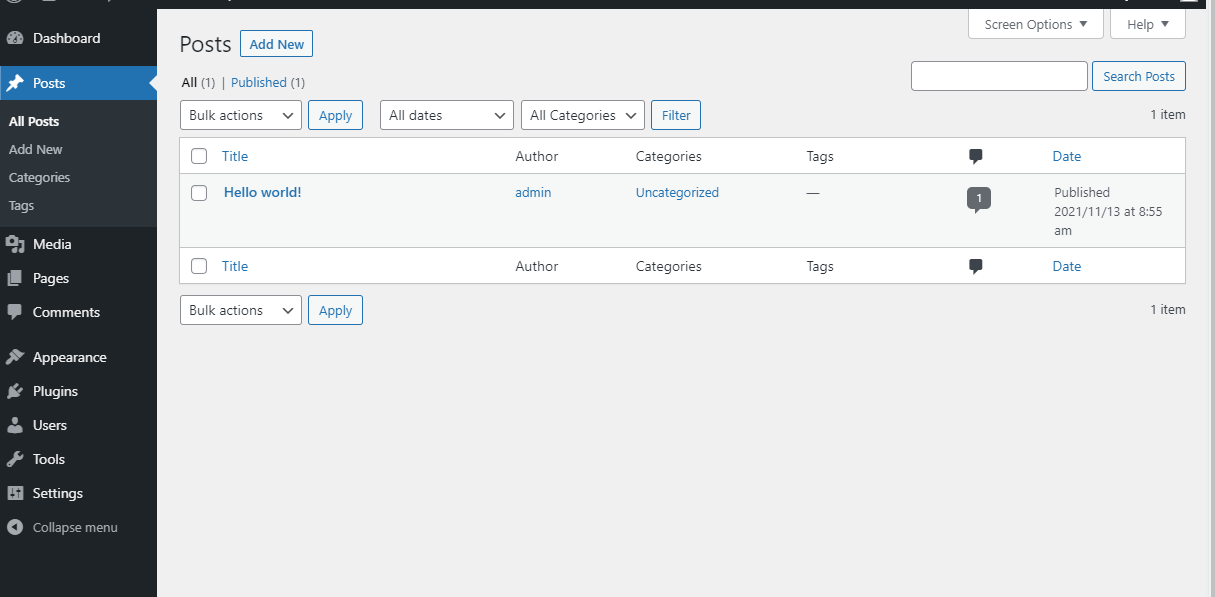 Dashboard
Posts
All Posts
Add New
Categories
Tags
Media
Pages
Comments
Appearance
Plugins
Users
Tools
Settings
Collapse menu
Screen Options
Help
Posts
Add New
All (1) | Published (1)
Search Posts
Bulk actions
Apply
All dates
All Categories
Filter
1 item
Title Author Categories Tags Date
Hello world! admin Uncategorized — 1 Published
2021/11/13 at 8:55
am
Title Author Categories Tags Date
Bulk actions
Apply
1 item